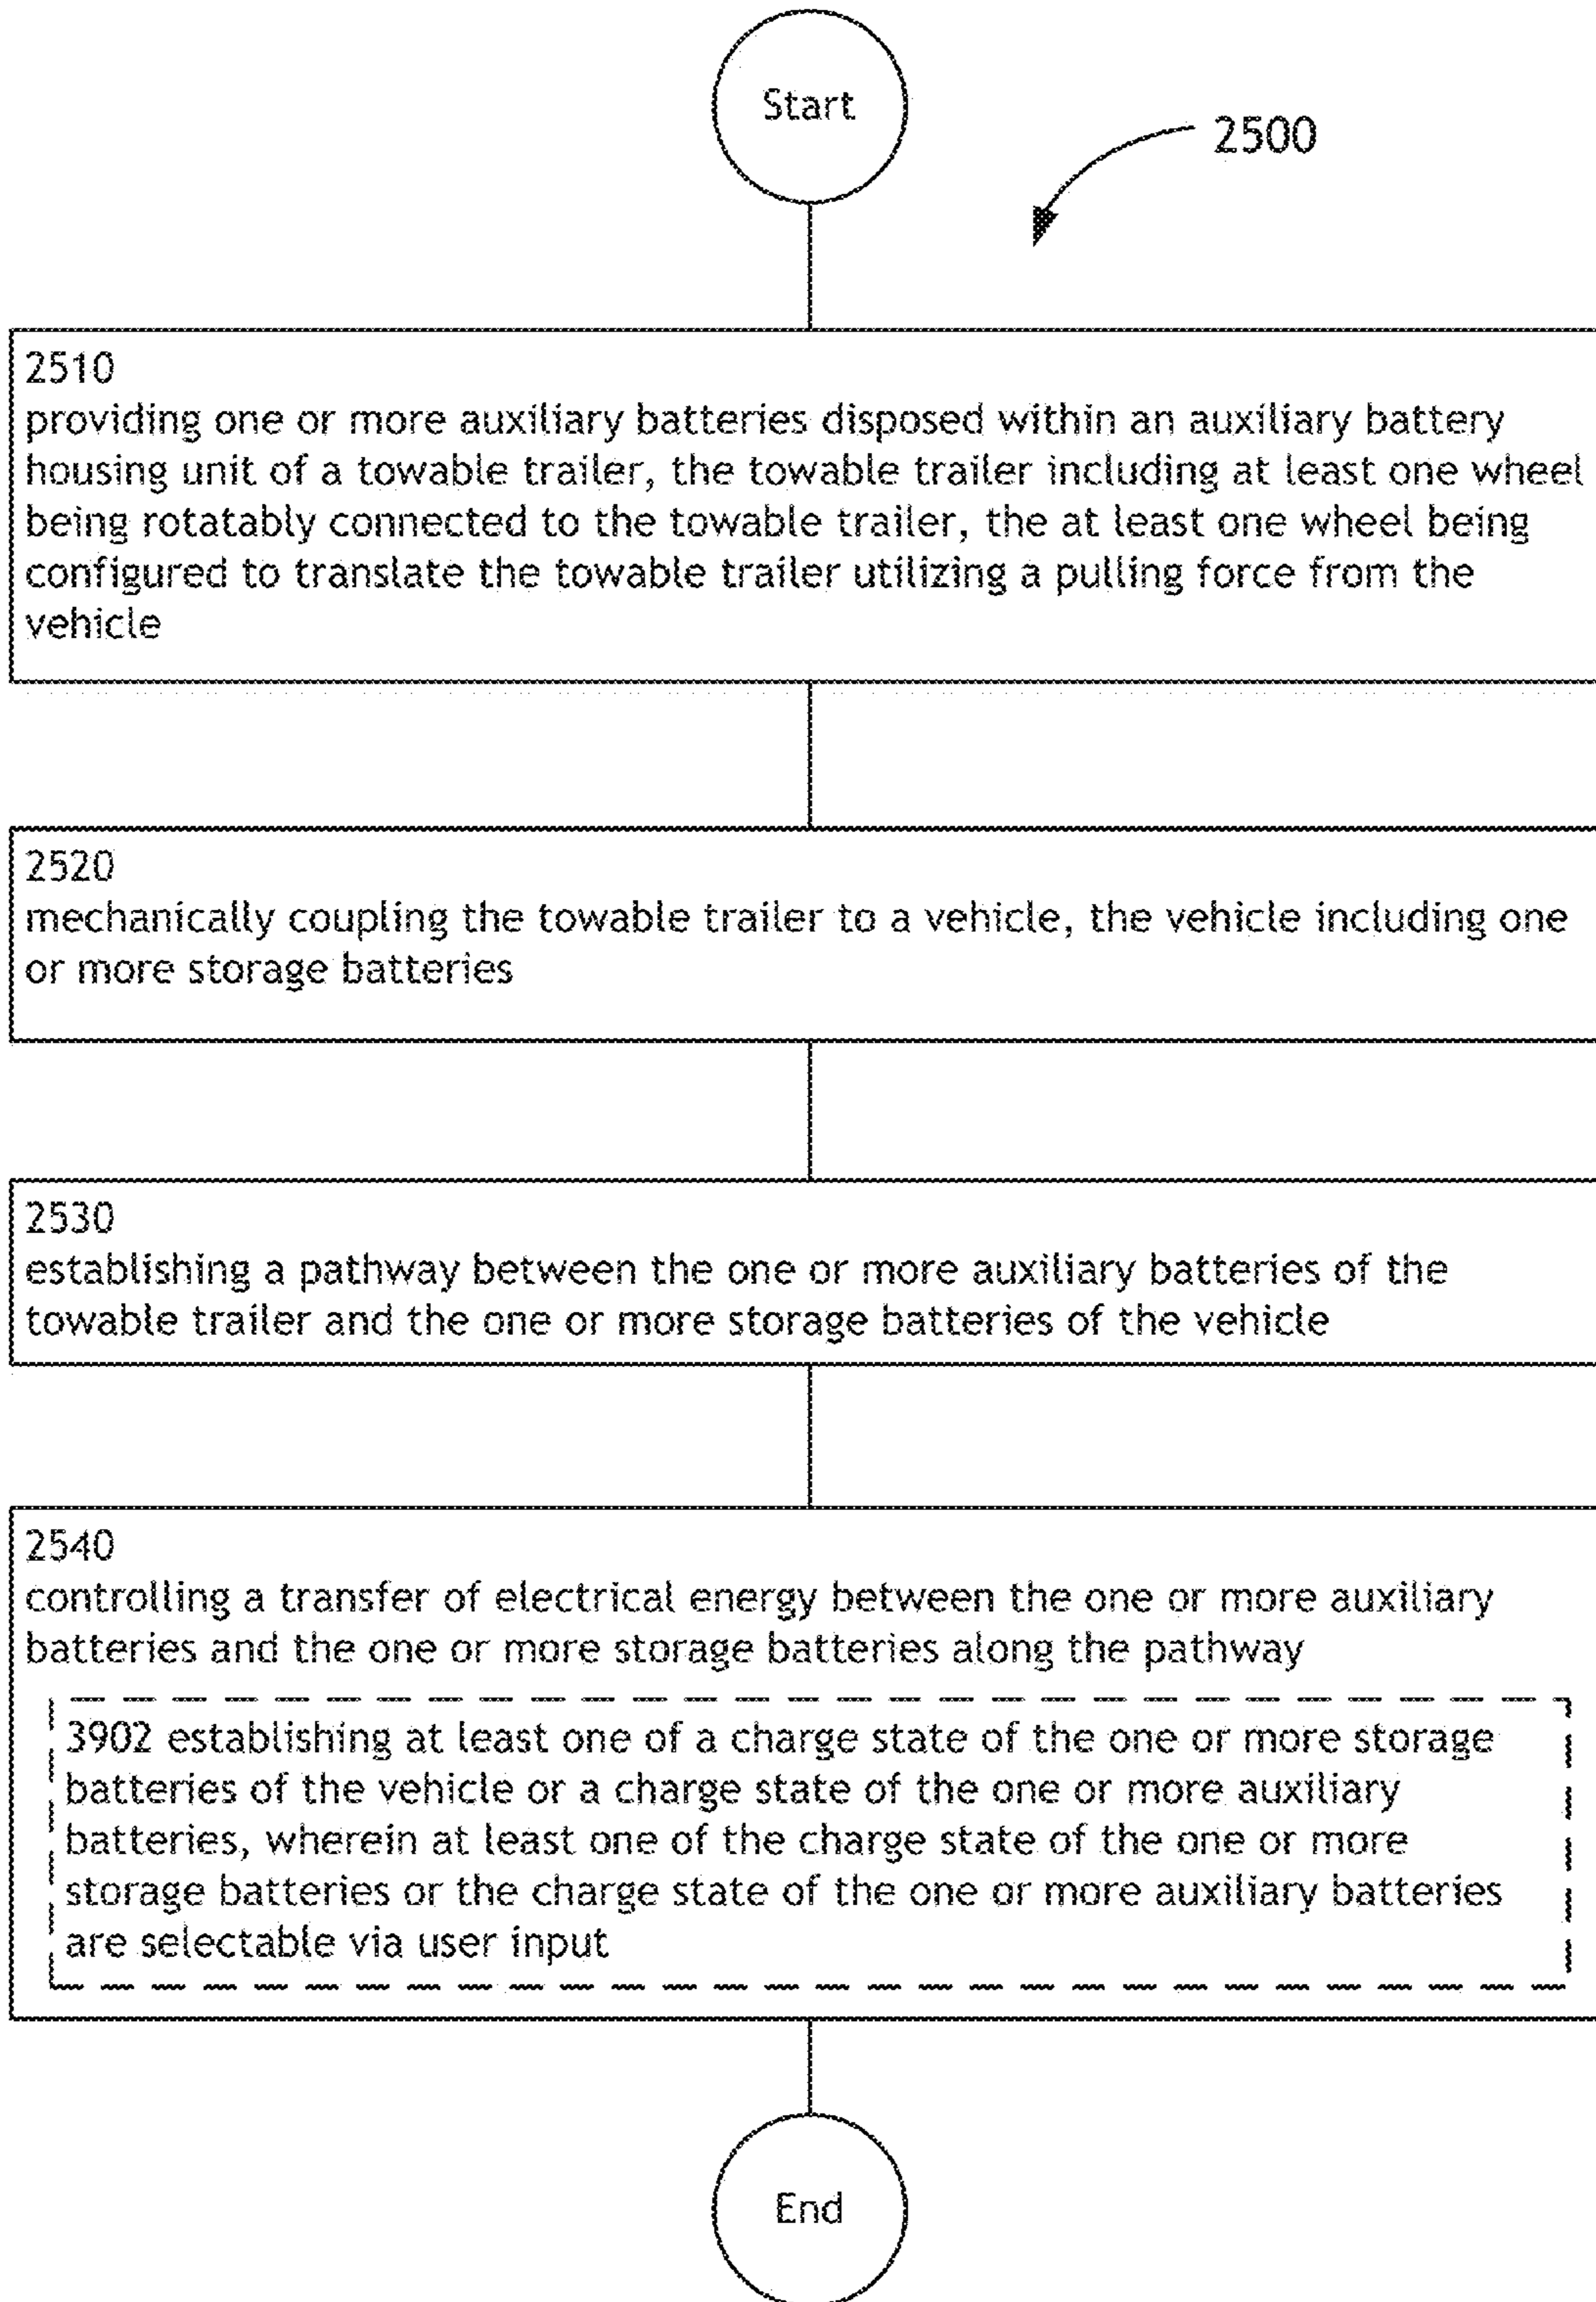 Start
2500
2510
providing one or more auxiliary batteries disposed within an auxiliary battery
housing unit of a towable trailer, the towable trailer including at least one wheel
being rotatably connected to the towable trailer, the at least one wheel being
configured to translate the towable trailer utilizing a pulling force from the
vehicle
2520
mechanically coupling the towable trailer to a vehicle, the vehicle including one
or more storage batteries
2530
establishing a pathway between the one or more auxiliary batteries of the
towable trailer and the one or more storage batteries of the vehicle
2540
controlling a transfer of electrical energy between the one or more auxiliary
batteries and the one or more storage batteries along the pathway
3902 establishing at least one of a charge state of the one or more storage
batteries of the vehicle or a charge state of the one or more auxiliary
batteries, wherein at least one of the charge state of the one or more
storage batteries or the charge state of the one or more auxiliary batteries
are selectable via user input
End